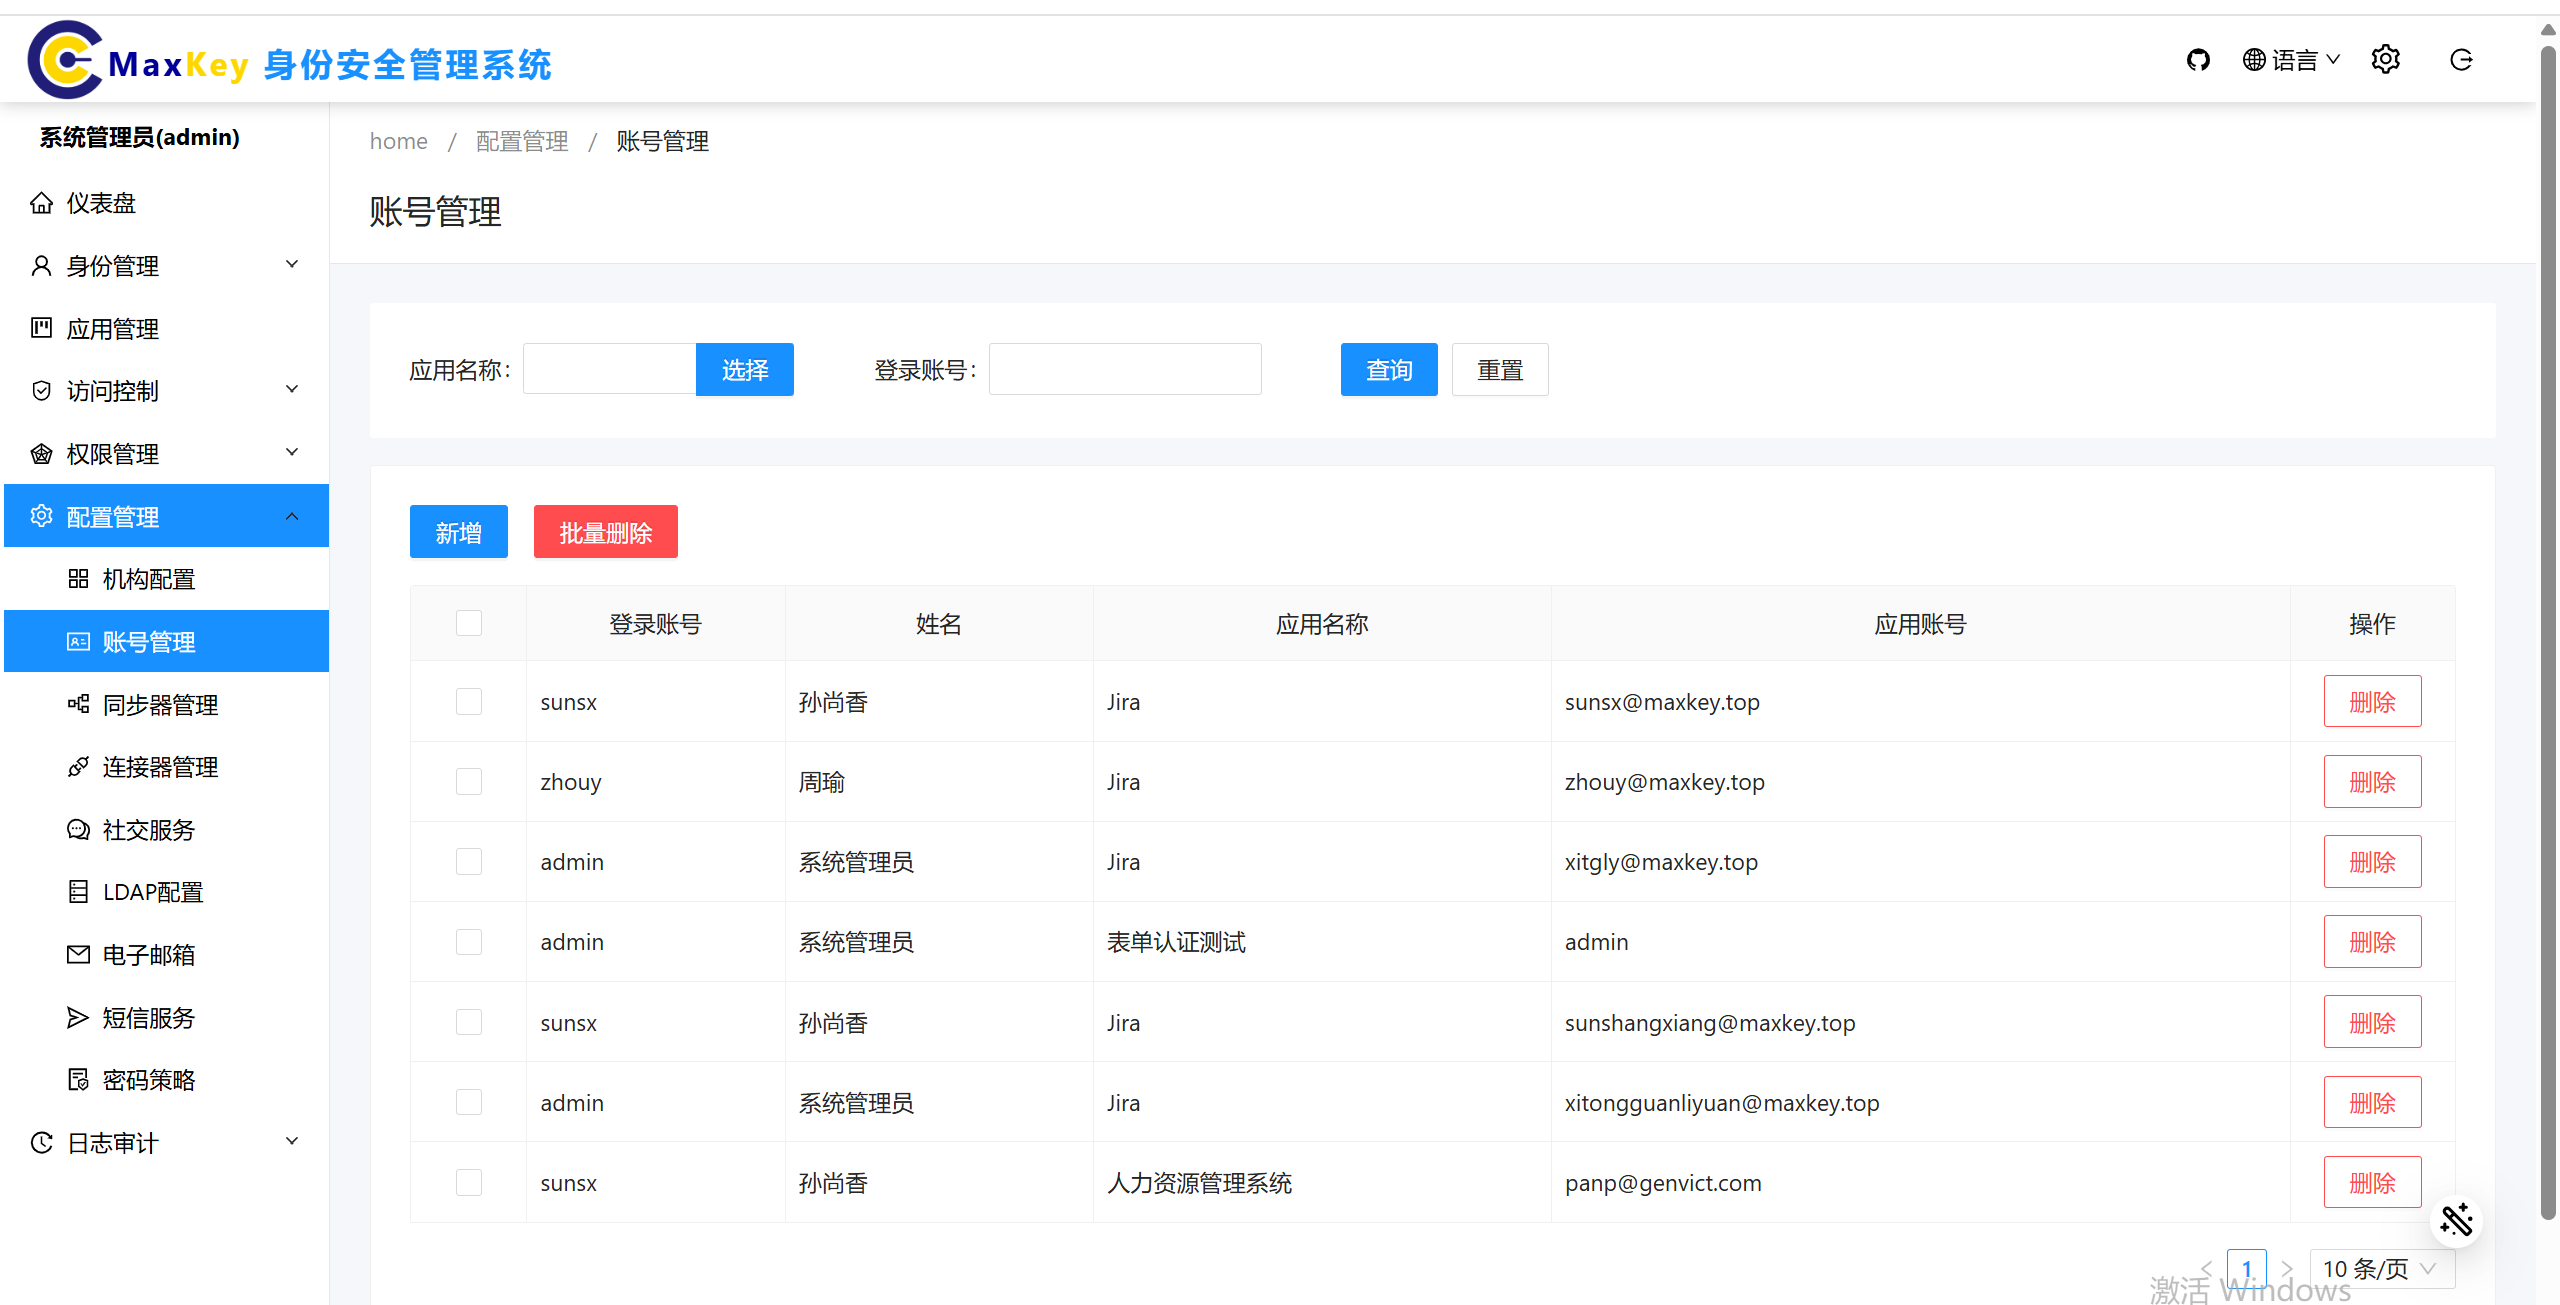 MaxKey 身份安全管理系统
语言
系统管理员(admin)
仪表盘
身份管理
应用管理
访问控制
权限管理
配置管理
机构配置
账号管理
同步器管理
连接器管理
社交服务
LDAP配置
电子邮箱
短信服务
密码策略
日志审计
home / 配置管理 / 账号管理
账号管理
应用名称: 选择 登录账号: 查询 重置
新增 批量删除
登录账号 姓名 应用名称 应用账号 操作
sunsx 孙尚香 Jira sunsx@maxkey.top 删除
zhouy 周瑜 Jira zhouy@maxkey.top 删除
admin 系统管理员 Jira xitgly@maxkey.top 删除
admin 系统管理员 表单认证测试 admin 删除
sunsx 孙尚香 Jira sunshangxiang@maxkey.top 删除
admin 系统管理员 Jira xitongguanliyuan@maxkey.top 删除
sunsx 孙尚香 人力资源管理系统 panp@genvict.com 删除
< 1 > 10 条/页
激活 Windows